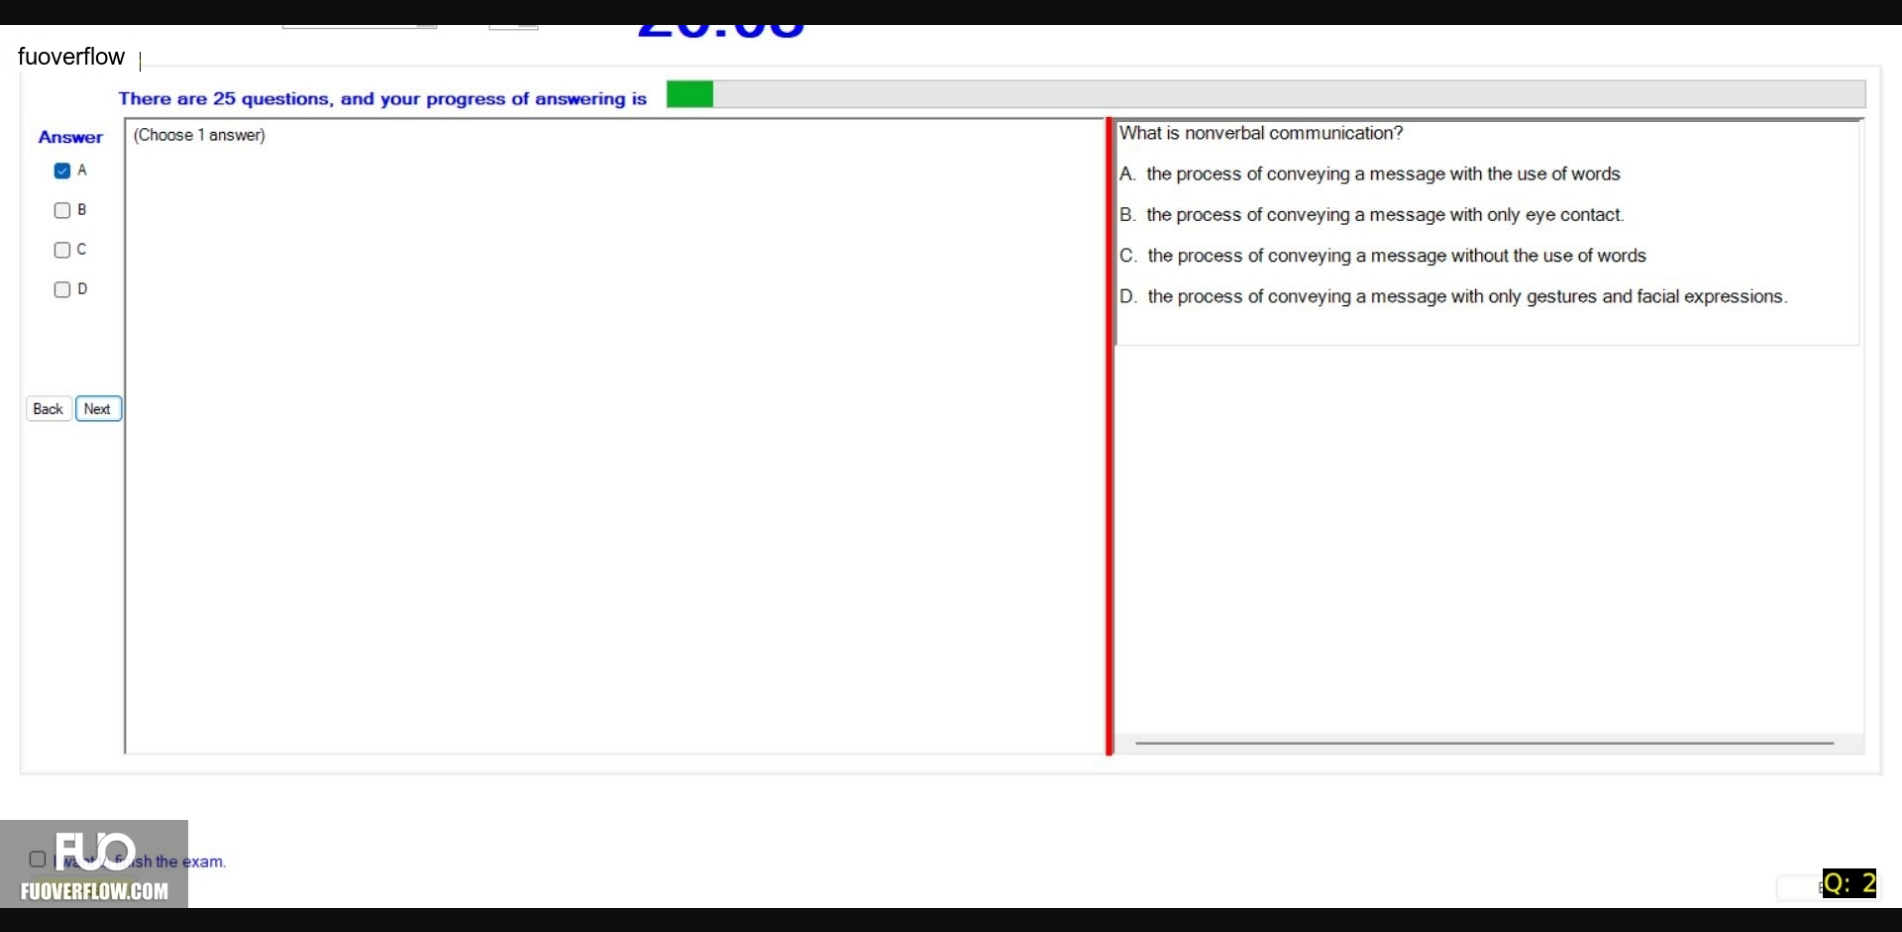 fuoverflow
There are 25 questions, and your progress of answering is
Answer
(Choose 1 answer)
A
B
C
D
Back Next
What is nonverbal communication?
A. the process of conveying a message with the use of words
B. the process of conveying a message with only eye contact.
C. the process of conveying a message without the use of words
D. the process of conveying a message with only gestures and facial expressions.
FUO
sh the exam.
FUOVERFLOW.COM
Q: 2